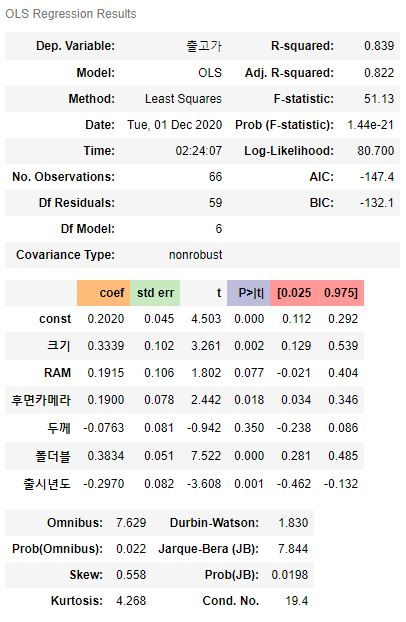 OLS Regression Results
Dep. Variable: 출고가 R-squared: 0.839
Model: OLS Adj. R-squared: 0.822
Method: Least Squares F-statistic: 51.13
Date: Tue, 01 Dec 2020 Prob (F-statistic): 1.44e-21
Time: 02:24:07 Log-Likelihood: 80.700
No. Observations: 66 AIC: -147.4
Df Residuals: 59 BIC: -132.1
Df Model: 6
Covariance Type: nonrobust
coef std err t P>|t| [0.025 0.975]
const 0.2020 0.045 4.503 0.000 0.112 0.292
크기 0.3339 0.102 3.261 0.002 0.129 0.539
RAM 0.1915 0.106 1.802 0.077 -0.021 0.404
후면카메라 0.1900 0.078 2.442 0.018 0.034 0.346
두께 -0.0763 0.081 -0.942 0.350 -0.238 0.086
폴더블 0.3834 0.051 7.522 0.000 0.281 0.485
출시년도 -0.2970 0.082 -3.608 0.001 -0.462 -0.132
Omnibus: 7.629 Durbin-Watson: 1.830
Prob(Omnibus): 0.022 Jarque-Bera (JB): 7.844
Skew: 0.558 Prob(JB): 0.0198
Kurtosis: 4.268 Cond. No. 19.4